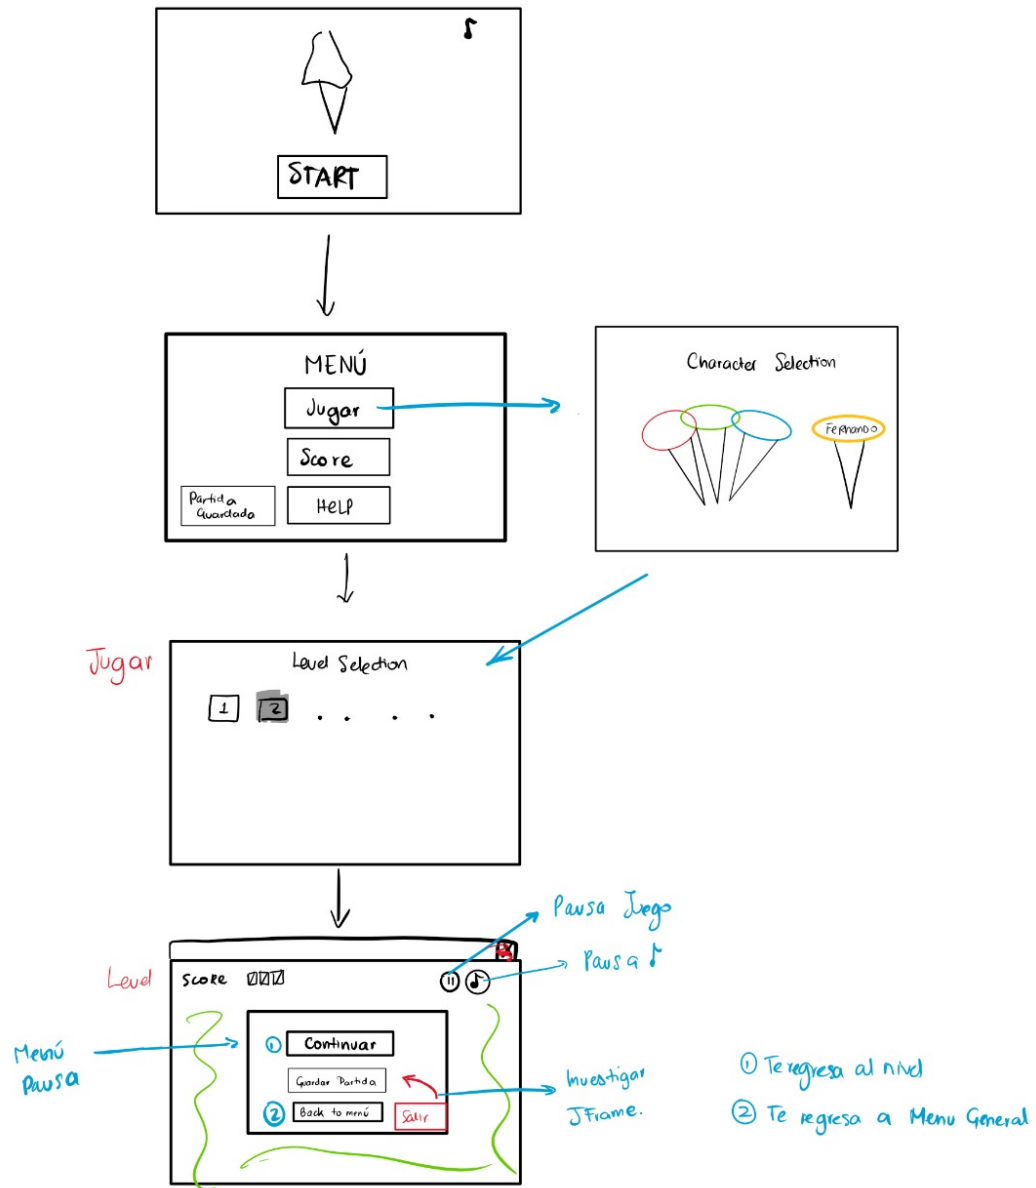 START
MENÚ
Jugar
Score
HELP
Partida
Guardada
Character Selection
Fernando
Jugar
Level Selection
1
2
Pausa Juego
Pausa
Level
SCORE
Menú
Pausa
1 Continuar
Guardar Partida
2 Back to menú
Salir
Investigar
JFrame.
1 Te regresa al nivel
2 Te regresa a Menu General